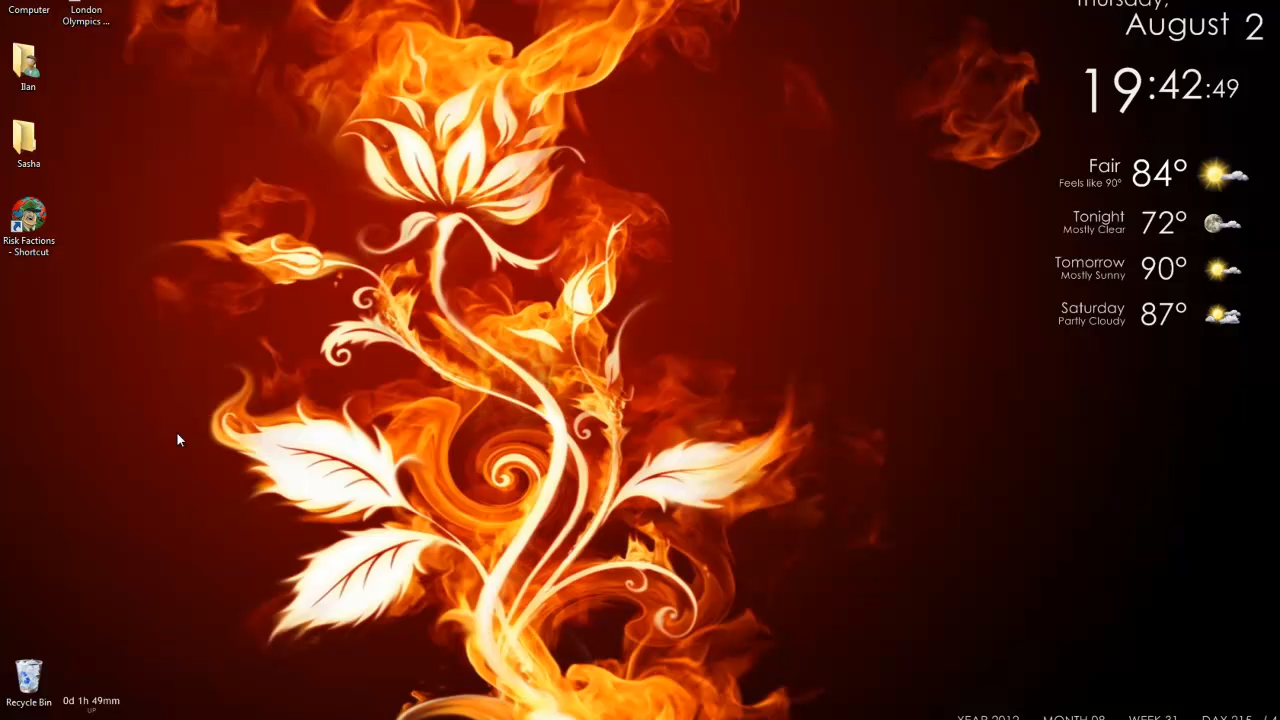 Computer
London
Olympics ...
Ilan
Sasha
Risk Factions
- Shortcut
Recycle Bin
0d 1h 49mm
UP
Thursday,
August 2
19:42:49
Fair
Feels like 90°
84°
Tonight
Mostly Clear
72°
Tomorrow
Mostly Sunny
90°
Saturday
Partly Cloudy
87°
YEAR 2012 MONTH 08 WEEK 31 DAY 215